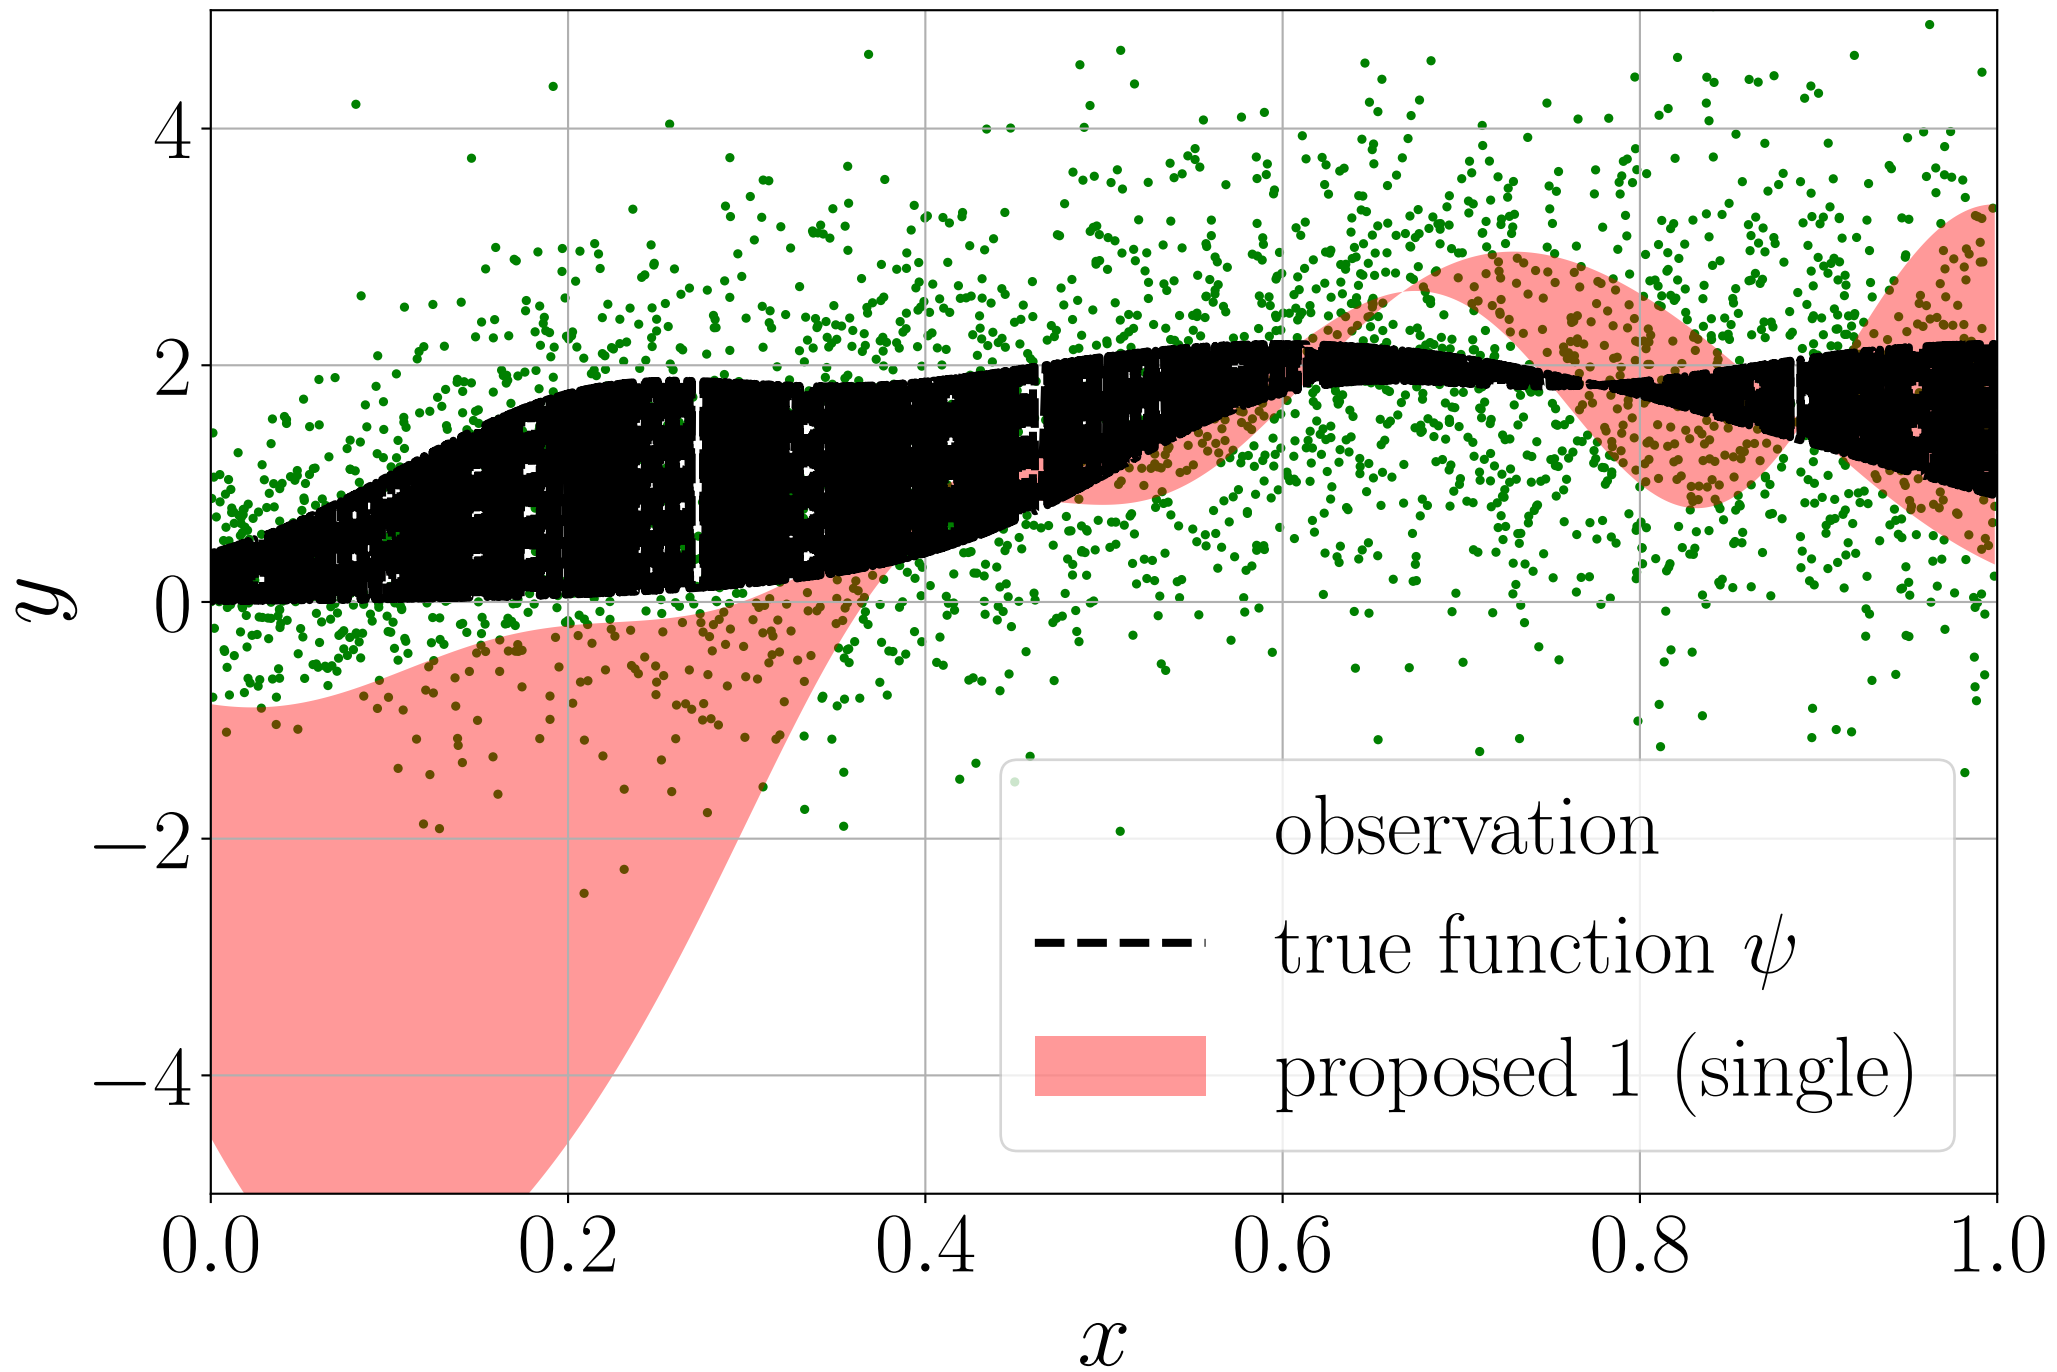 4
2
0
−2
−4
y
observation
true function ψ
proposed 1 (single)
0.0 0.2 0.4 0.6 0.8 1.0
x